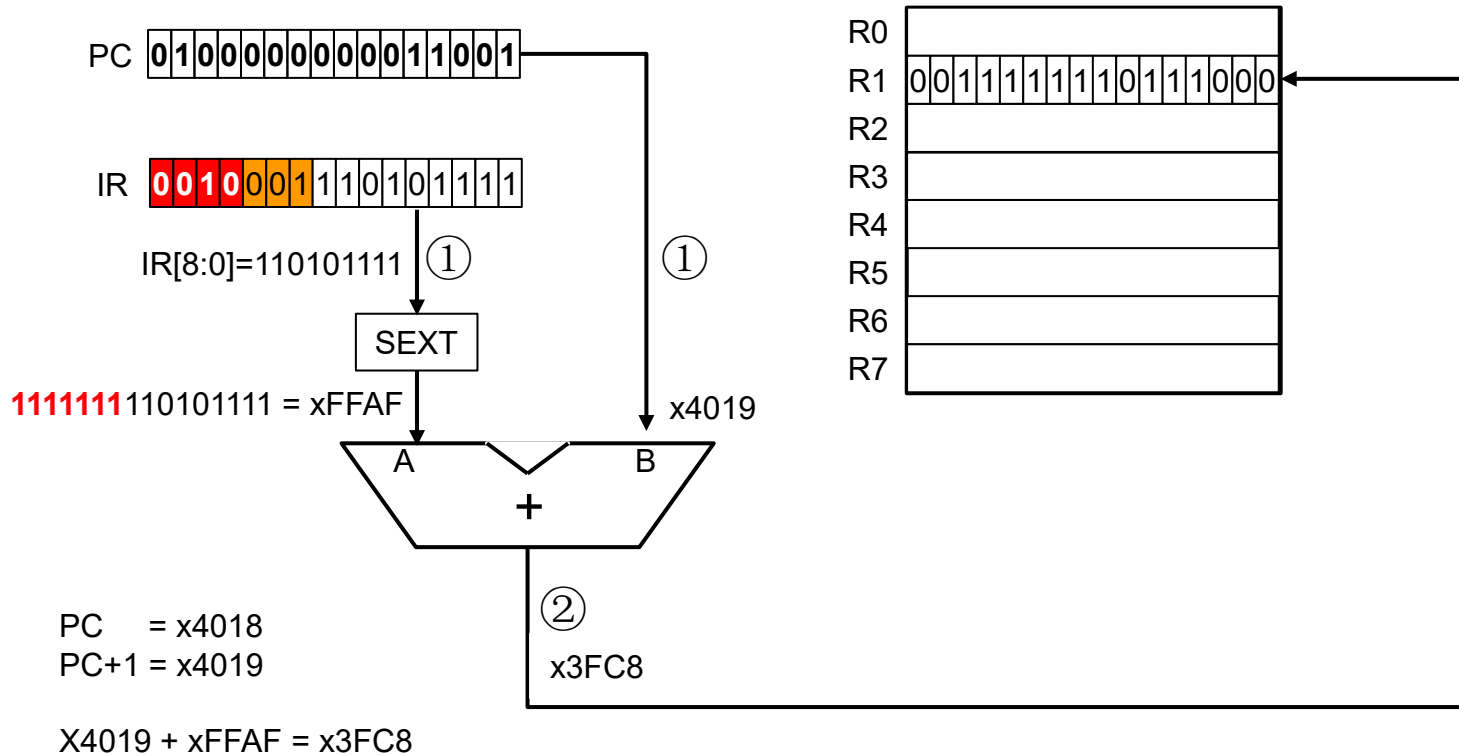 PC 0100000000011001
IR 0010001110101111
IR[8:0]=110101111 ① ①
SEXT
1111111110101111 = xFFAF x4019
A B
+
②
x3FC8
PC = x4018
PC+1 = x4019
X4019 + xFFAF = x3FC8
R0
R1 0011111110111000
R2
R3
R4
R5
R6
R7